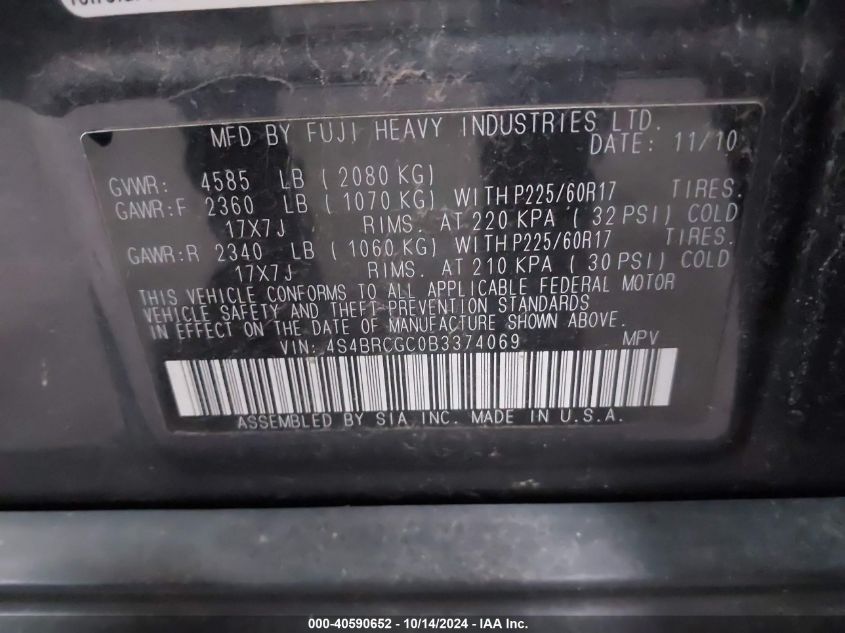 MFD BY FUJI HEAVY INDUSTRIES LTD.
DATE: 11/10
GVWR: 4585 LB ( 2080 KG)
GAWR:F 2360 LB ( 1070 KG) WITH P225/60R17 TIRES.
17X7J RIMS. AT 220 KPA ( 32 PSI) COLD
GAWR:R 2340 LB ( 1060 KG) WITH P225/60R17 TIRES.
17X7J RIMS. AT 210 KPA ( 30 PSI) COLD
THIS VEHICLE CONFORMS TO ALL APPLICABLE FEDERAL MOTOR
VEHICLE SAFETY AND THEFT PREVENTION STANDARDS
IN EFFECT ON THE DATE OF MANUFACTURE SHOWN ABOVE.
VIN: 4S4BRCGC0B3374069 MPV
ASSEMBLED BY SIA INC. MADE IN U.S.A.
000-40590652 - 10/14/2024 - IAA Inc.